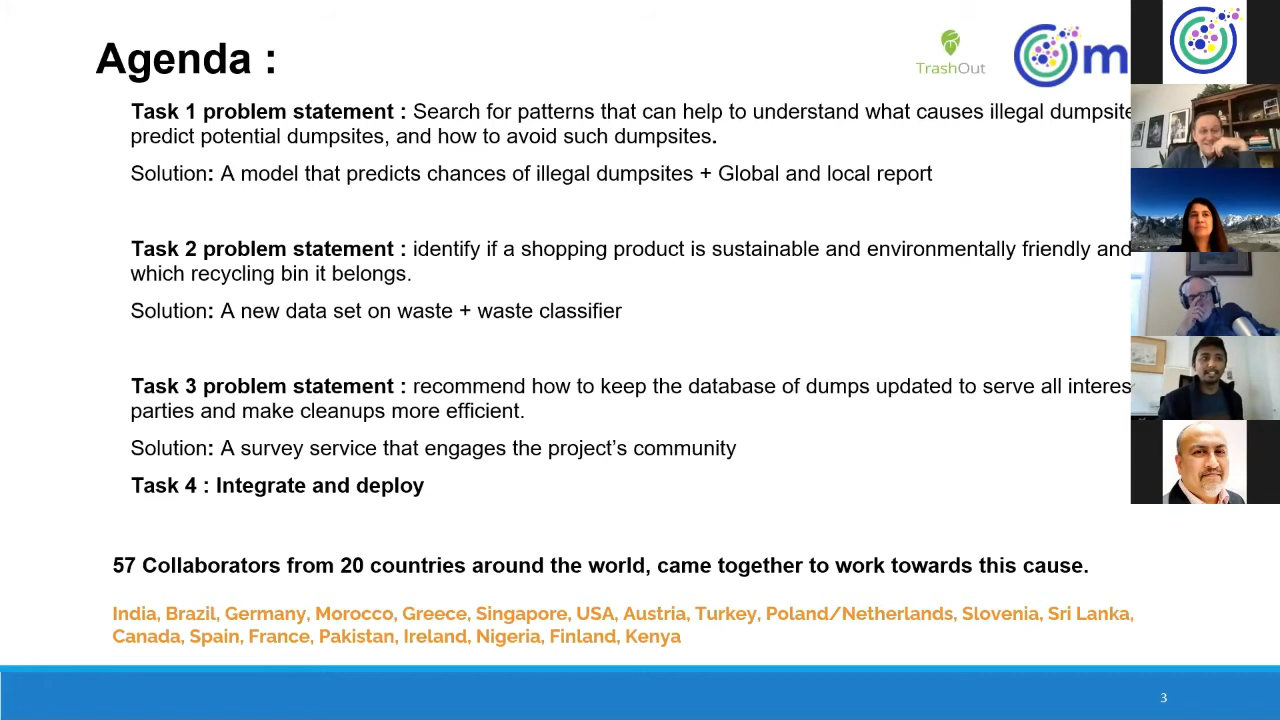 Agenda :
TrashOut
Om
Task 1 problem statement : Search for patterns that can help to understand what causes illegal dumpsite
predict potential dumpsites, and how to avoid such dumpsites.
Solution: A model that predicts chances of illegal dumpsites + Global and local report
Task 2 problem statement : identify if a shopping product is sustainable and environmentally friendly and
which recycling bin it belongs.
Solution: A new data set on waste + waste classifier
Task 3 problem statement : recommend how to keep the database of dumps updated to serve all interes
parties and make cleanups more efficient.
Solution: A survey service that engages the project’s community
Task 4 : Integrate and deploy
57 Collaborators from 20 countries around the world, came together to work towards this cause.
India, Brazil, Germany, Morocco, Greece, Singapore, USA, Austria, Turkey, Poland/Netherlands, Slovenia, Sri Lanka,
Canada, Spain, France, Pakistan, Ireland, Nigeria, Finland, Kenya
3